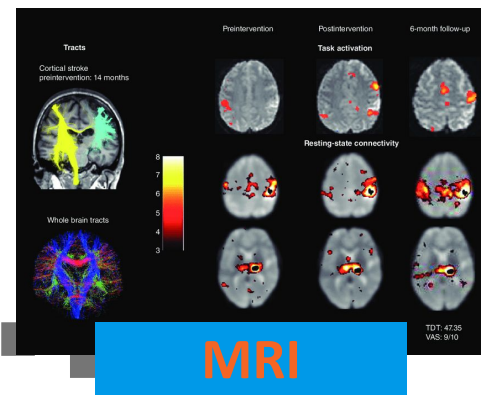 Preintervention
Postintervention
6-month follow-up
Tracts
Task activation
Cortical stroke
preintervention: 14 months
Resting-state connectivity
8
7
6
5
4
3
Whole brain tracts
TDT: 47.35
VAS: 9/10
MRI